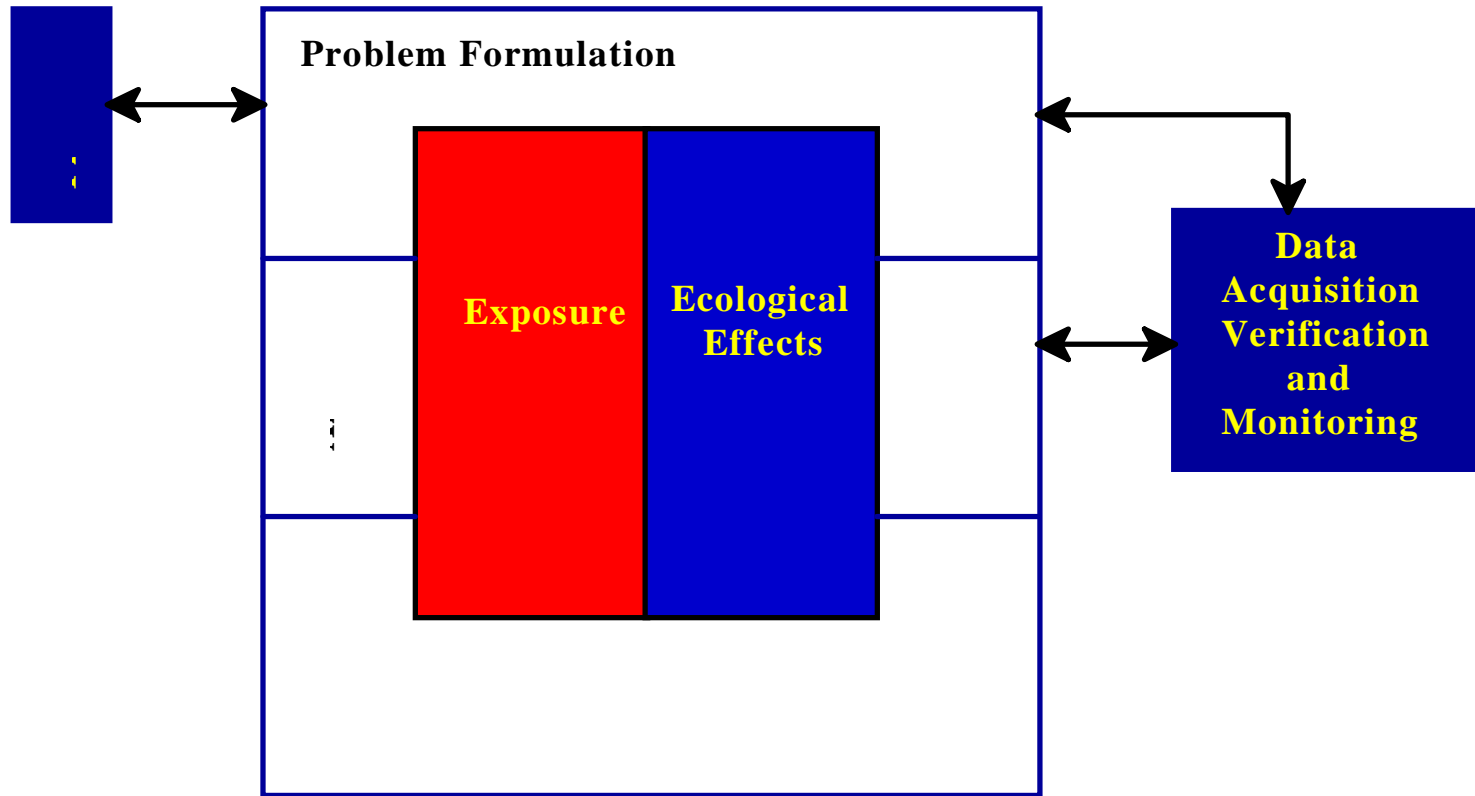 Problem Formulation
Exposure
Ecological
Effects
Data
Acquisition
Verification
and
Monitoring